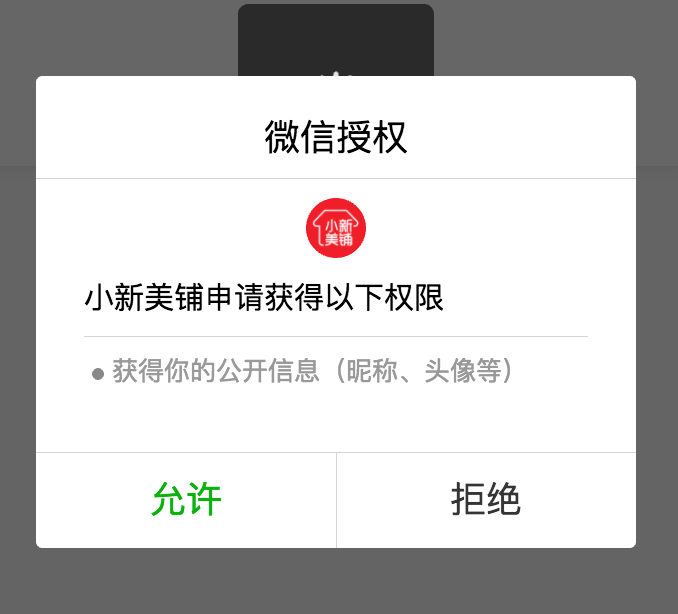 微信授权
小新
美铺
小新美铺申请获得以下权限
● 获得你的公开信息（昵称、头像等）
允许
拒绝